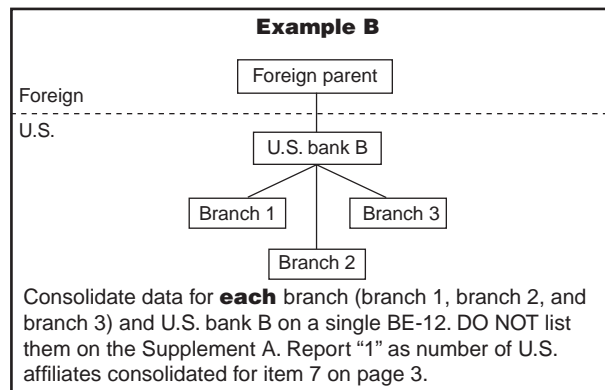 Example B
Foreign parent
Foreign
U.S.
U.S. bank B
Branch 1
Branch 3
Branch 2
Consolidate data for each branch (branch 1, branch 2, and
branch 3) and U.S. bank B on a single BE-12. DO NOT list
them on the Supplement A. Report “1” as number of U.S.
affiliates consolidated for item 7 on page 3.